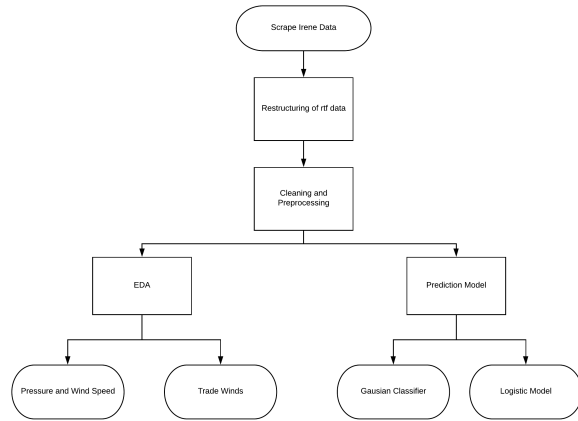 Scrape Irene Data
Restructuring of rtf data
Cleaning and
Preprocessing
EDA
Prediction Model
Pressure and Wind Speed
Trade Winds
Gausian Classifier
Logistic Model